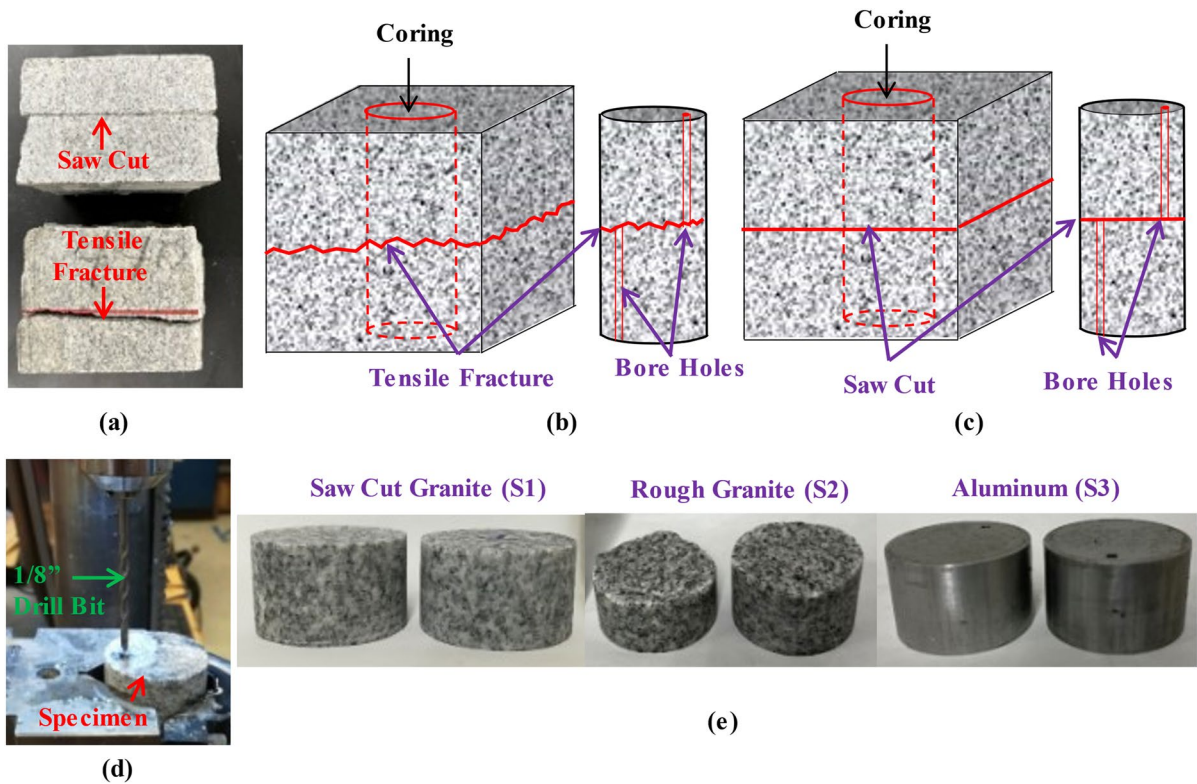 Saw Cut
Tensile
Fracture
(a)
Coring
Tensile Fracture
Bore Holes
(b)
Coring
Saw Cut
Bore Holes
(c)
1/8”
Drill Bit
Specimen
(d)
Saw Cut Granite (S1)
Rough Granite (S2)
Aluminum (S3)
(e)